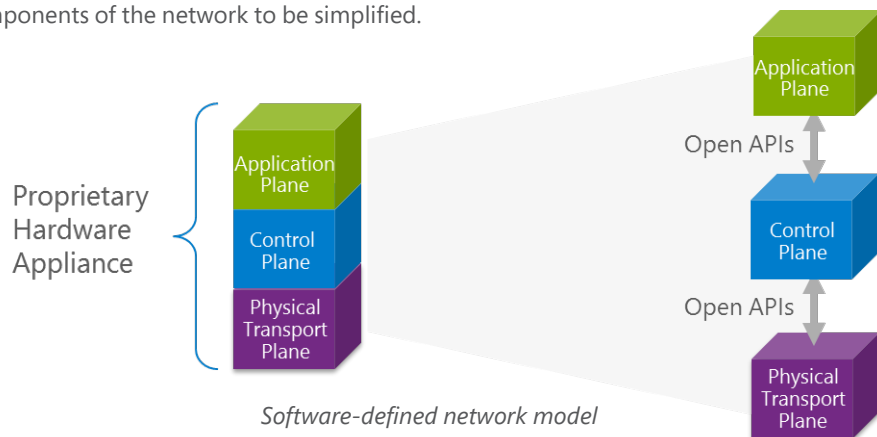 ponents of the network to be simplified.
Proprietary
Hardware
Appliance
Application
Plane
Control
Plane
Physical
Transport
Plane
Application
Plane
Open APIs
Control
Plane
Open APIs
Physical
Transport
Plane
Software-defined network model